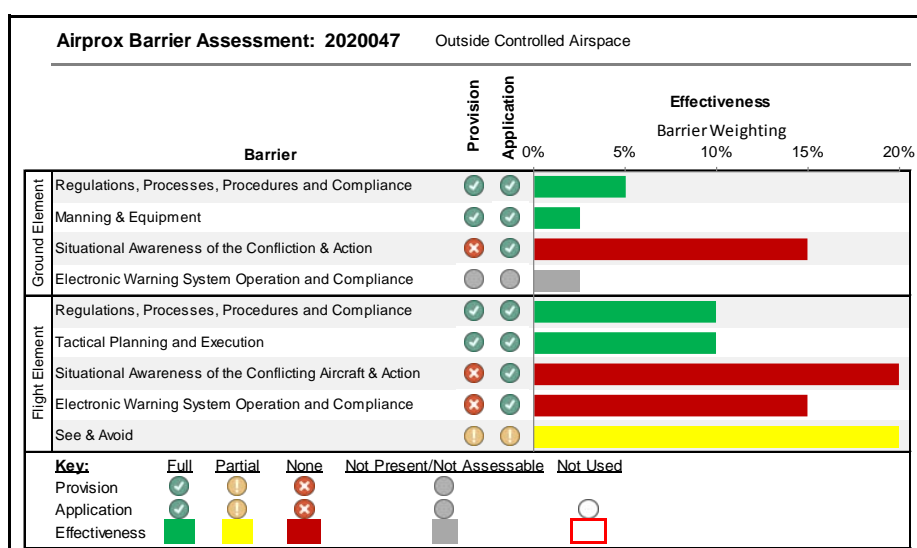 Airprox Barrier Assessment: 2020047 Outside Controlled Airspace
Barrier Provision Application Effectiveness
Barrier Weighting
0% 5% 10% 15% 20%
Ground Element
Regulations, Processes, Procedures and Compliance
Manning & Equipment
Situational Awareness of the Confliction & Action
Electronic Warning System Operation and Compliance
Flight Element
Regulations, Processes, Procedures and Compliance
Tactical Planning and Execution
Situational Awareness of the Conflicting Aircraft & Action
Electronic Warning System Operation and Compliance
See & Avoid
Key: Full Partial None Not Present/Not Assessable Not Used
Provision
Application
Effectiveness